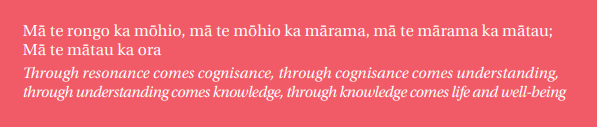 Mā te rongo ka mōhio, mā te mōhio ka mārama, mā te mārama ka mātau;
Mā te mātau ka ora
Through resonance comes cognisance, through cognisance comes understanding,
through understanding comes knowledge, through knowledge comes life and well-being